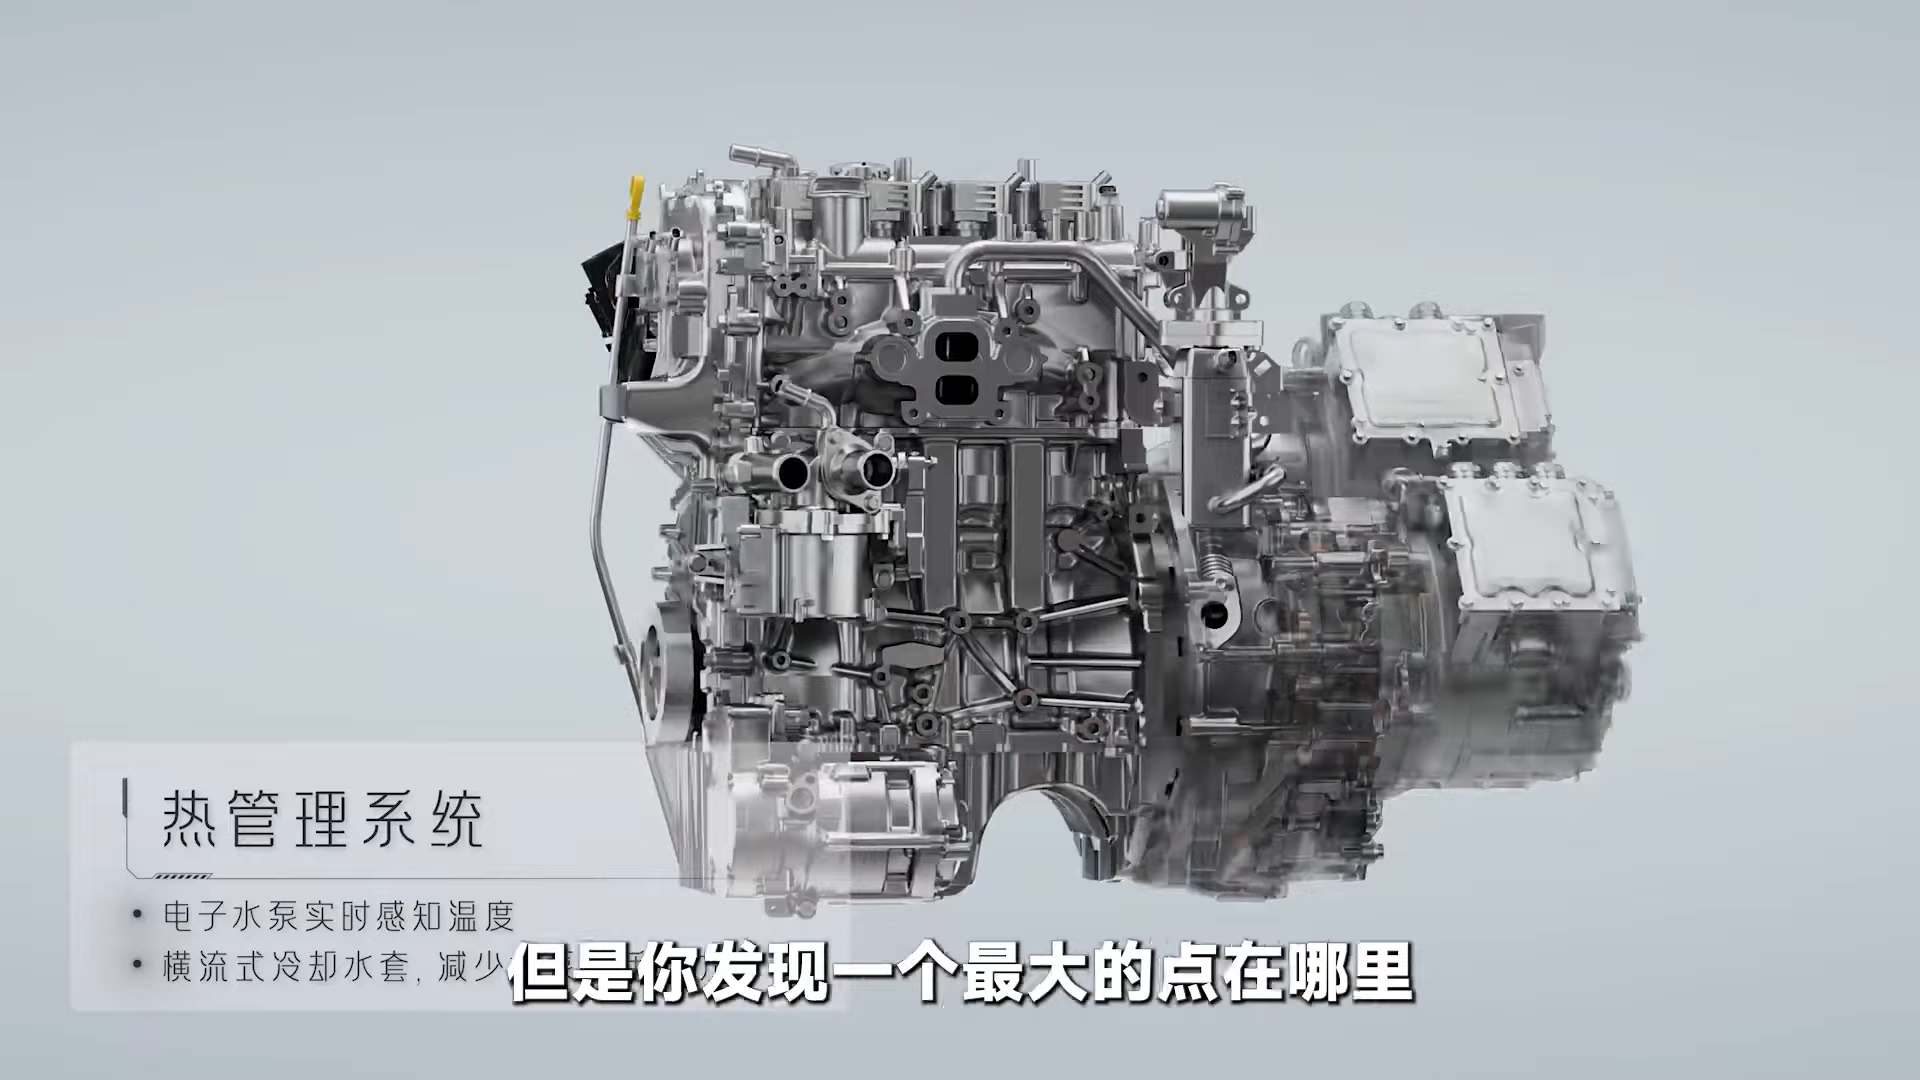 热管理系统
• 电子水泵实时感知温度
• 横流式冷却水套,减少
但是你发现一个最大的点在哪里